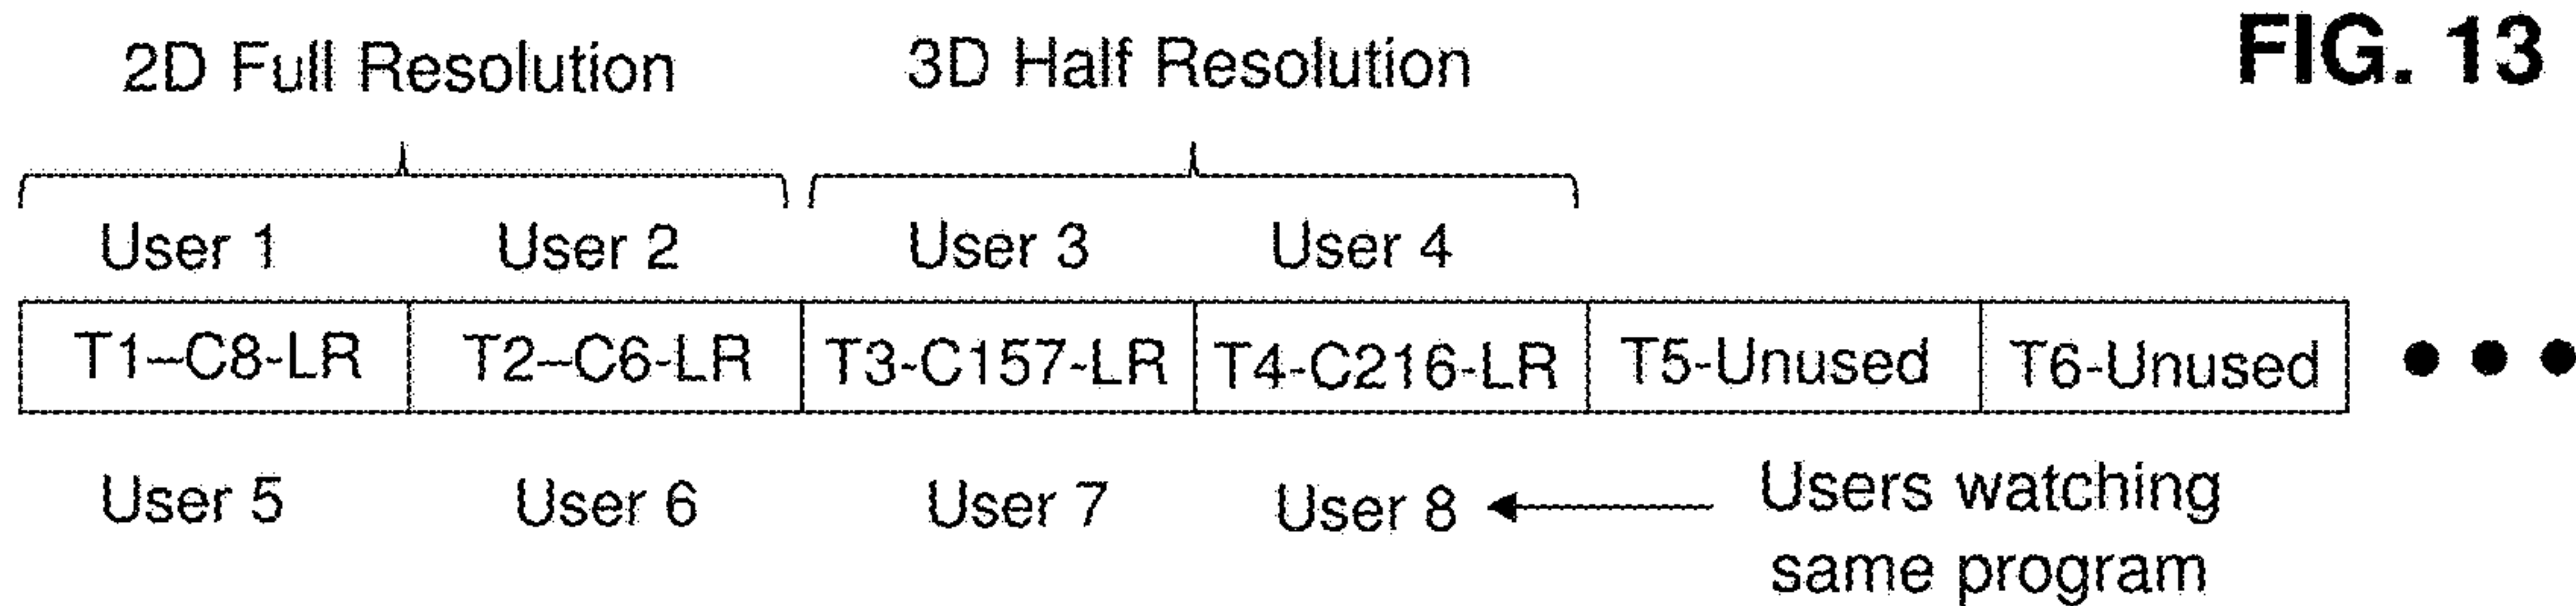 FIG. 13
2D Full Resolution 3D Half Resolution
User 1 User 2 User 3 User 4
T1–C8-LR T2–C6-LR T3-C157-LR T4-C216-LR T5-Unused T6-Unused
User 5 User 6 User 7 User 8 Users watching
same program